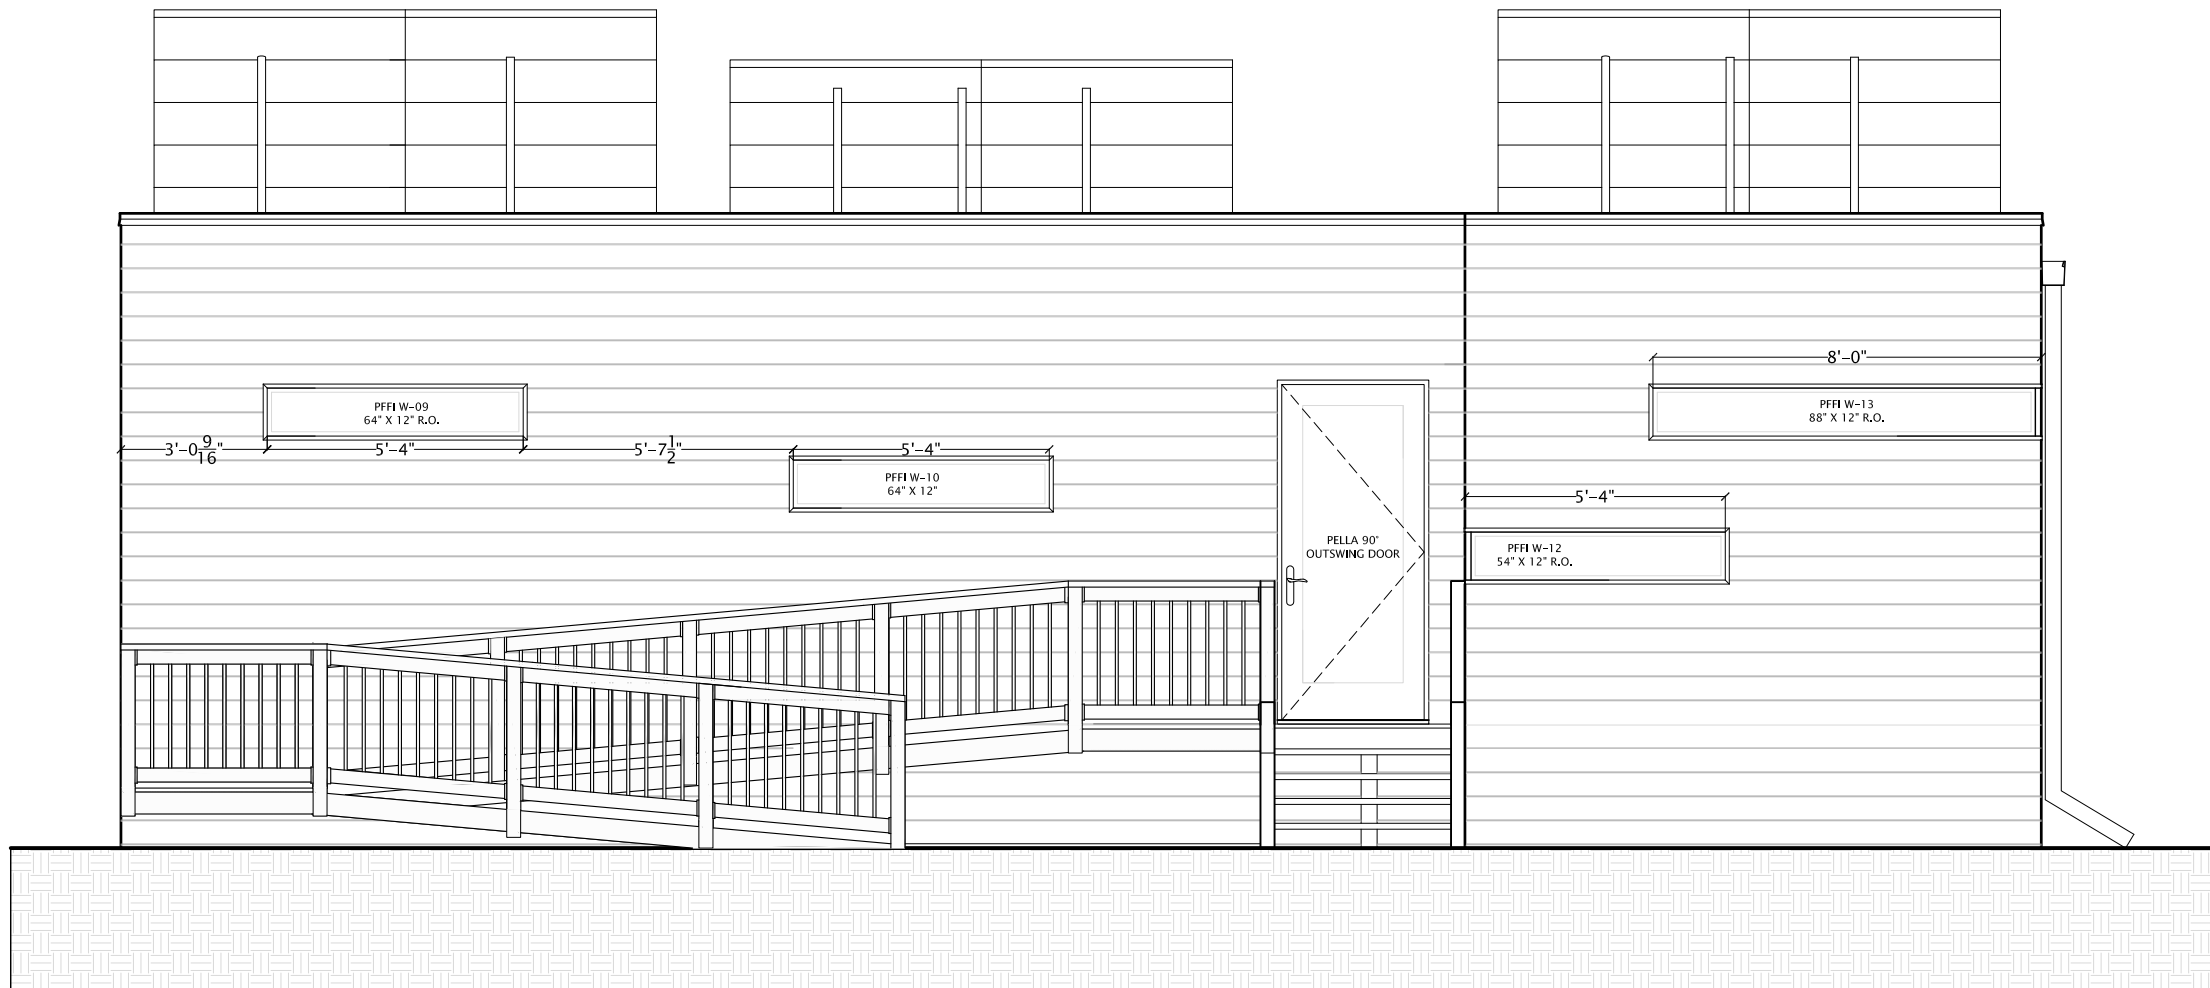 8'-0"
PFFI W-09
64" X 12" R.O.
PFFI W-13
88" X 12" R.O.
3'-0 9/16"
5'-4"
5'-7 1/2"
5'-4"
PFFI W-10
64" X 12"
5'-4"
PELLA 90"
OUTSWING DOOR
PFFI W-12
54" X 12" R.O.